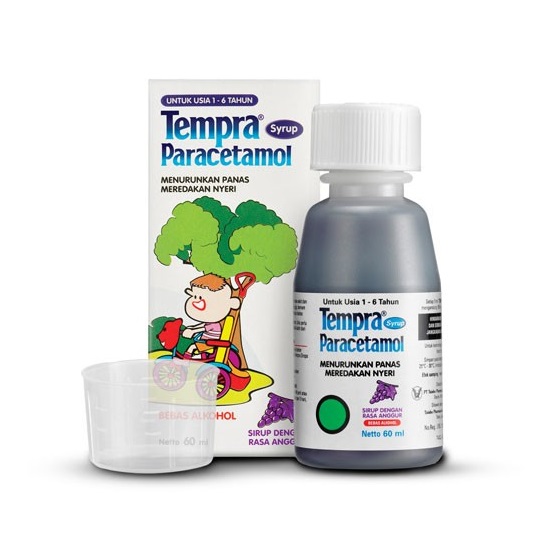 UNTUK USIA 1 - 6 TAHUN
Tempra® Syrup
Paracetamol
MENURUNKAN PANAS
MEREDAKAN NYERI
BEBAS ALKOHOL
Netto 60 ml
SIRUP DENGAN
RASA ANGGUR
Untuk Usia 1 - 6 Tahun
Tempra® Syrup
Paracetamol
MENURUNKAN PANAS
MEREDAKAN NYERI
SIRUP DENGAN
RASA ANGGUR
BEBAS ALKOHOL
Netto 60 ml